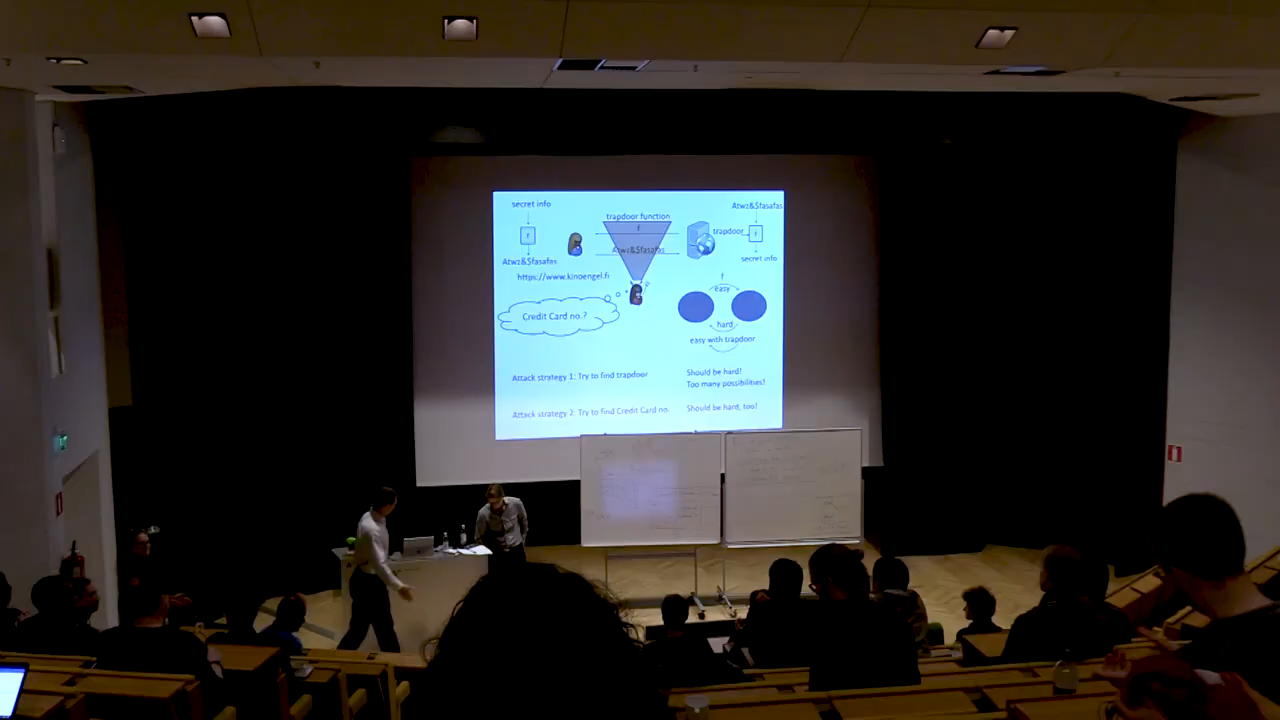 secret info
f
Atwz&$fasafas
https://www.kinoengel.fi
Credit Card no.?
trapdoor function
f
Atwz&$fasafas
trapdoor
Atwz&$fasafas
f
secret info
f
easy
hard
easy with trapdoor
Attack strategy 1: Try to find trapdoor
Should be hard!
Too many possibilities!
Attack strategy 2: Try to find Credit Card no.
Should be hard, too!